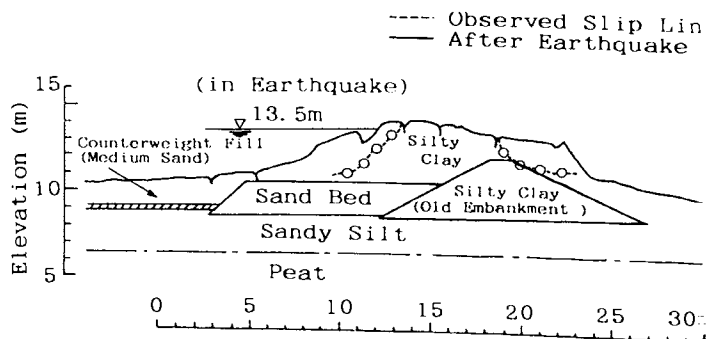 Observed Slip Lin
After Earthquake
(in Earthquake)
15
13.5m
Counterweight Fill
(Medium Sand)
Silty
Clay
10
Sand Bed
Silty Clay
(Old Embankment )
Sandy Silt
Peat
5
Elevation (m)
0
5
10
15
20
25
30